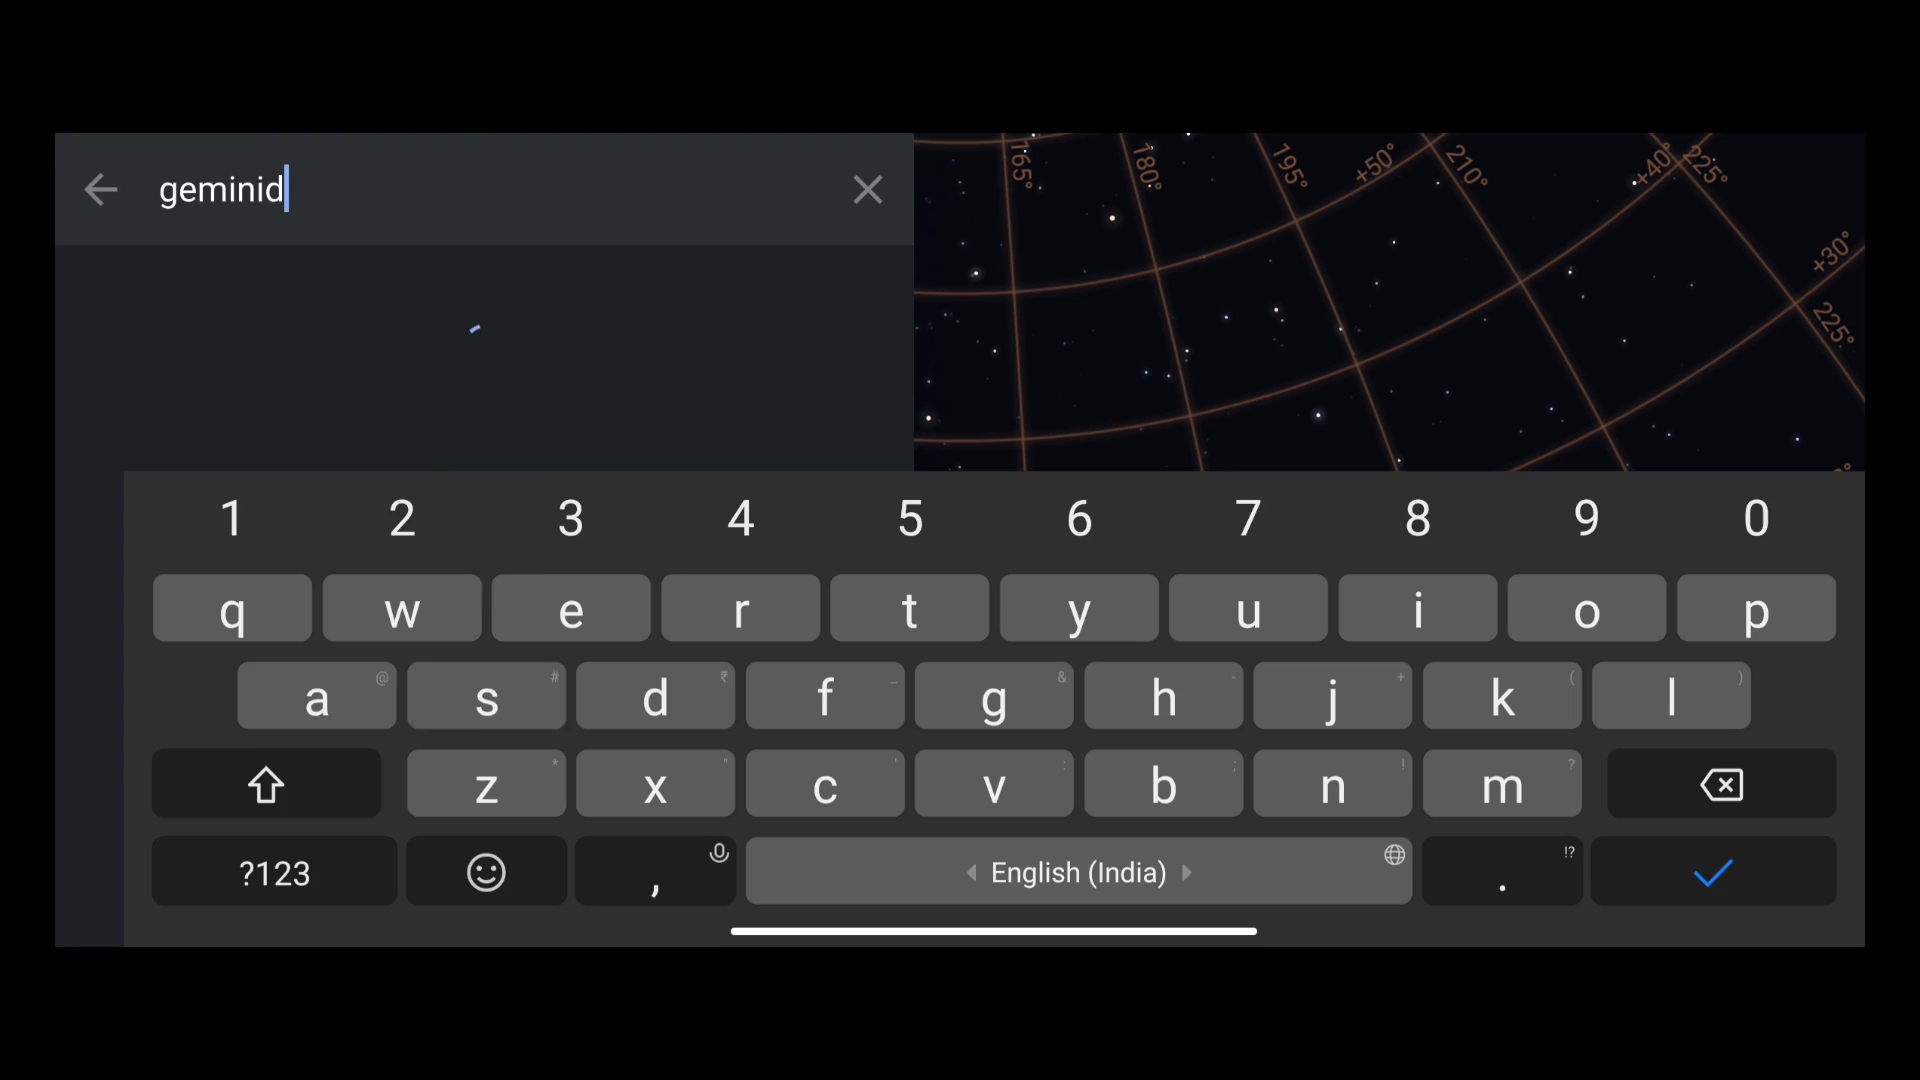 geminid
165°
180°
195°
+50°
210°
+40°
225°
+30°
225°
1 2 3 4 5 6 7 8 9 0
q w e r t y u i o p
@ # ₹ _ & - + ( )
a s d f g h j k l
* " ' : ; ! ?
z x c v b n m
?123 , English (India) . !?